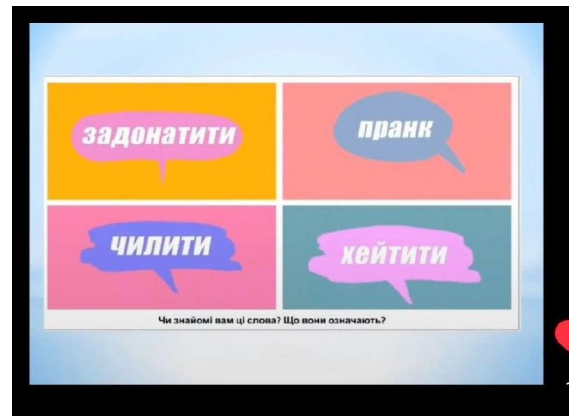 задонатити
пранк
чилити
хейтити
Чи знайомі вам ці слова? Що вони означають?